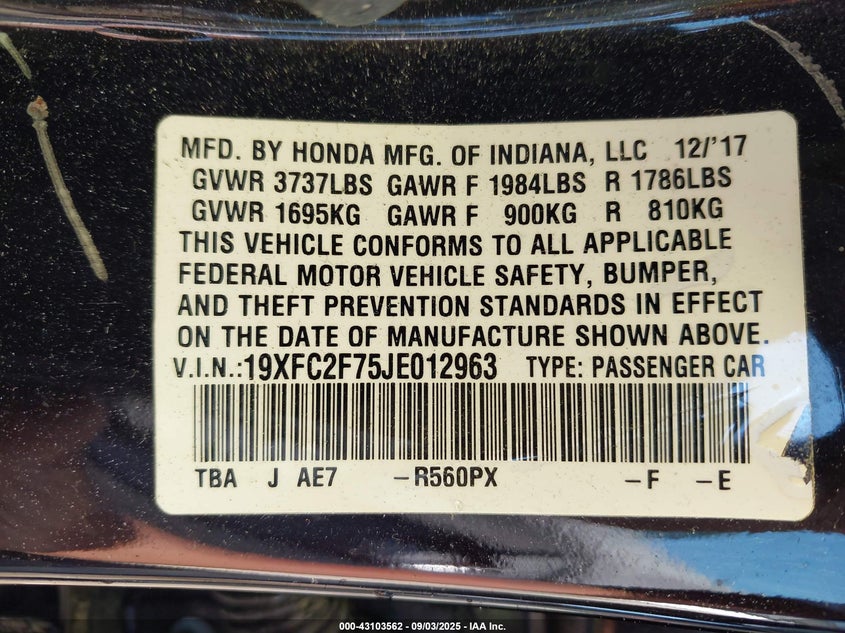 MFD. BY HONDA MFG. OF INDIANA, LLC 12/'17
GVWR 3737LBS GAWR F 1984LBS R 1786LBS
GVWR 1695KG GAWR F 900KG R 810KG
THIS VEHICLE CONFORMS TO ALL APPLICABLE
FEDERAL MOTOR VEHICLE SAFETY, BUMPER,
AND THEFT PREVENTION STANDARDS IN EFFECT
ON THE DATE OF MANUFACTURE SHOWN ABOVE.
V.I.N.:19XFC2F75JE012963 TYPE: PASSENGER CAR
TBA J AE7 –R560PX –F –E
000-43103562 - 09/03/2025 - IAA Inc.